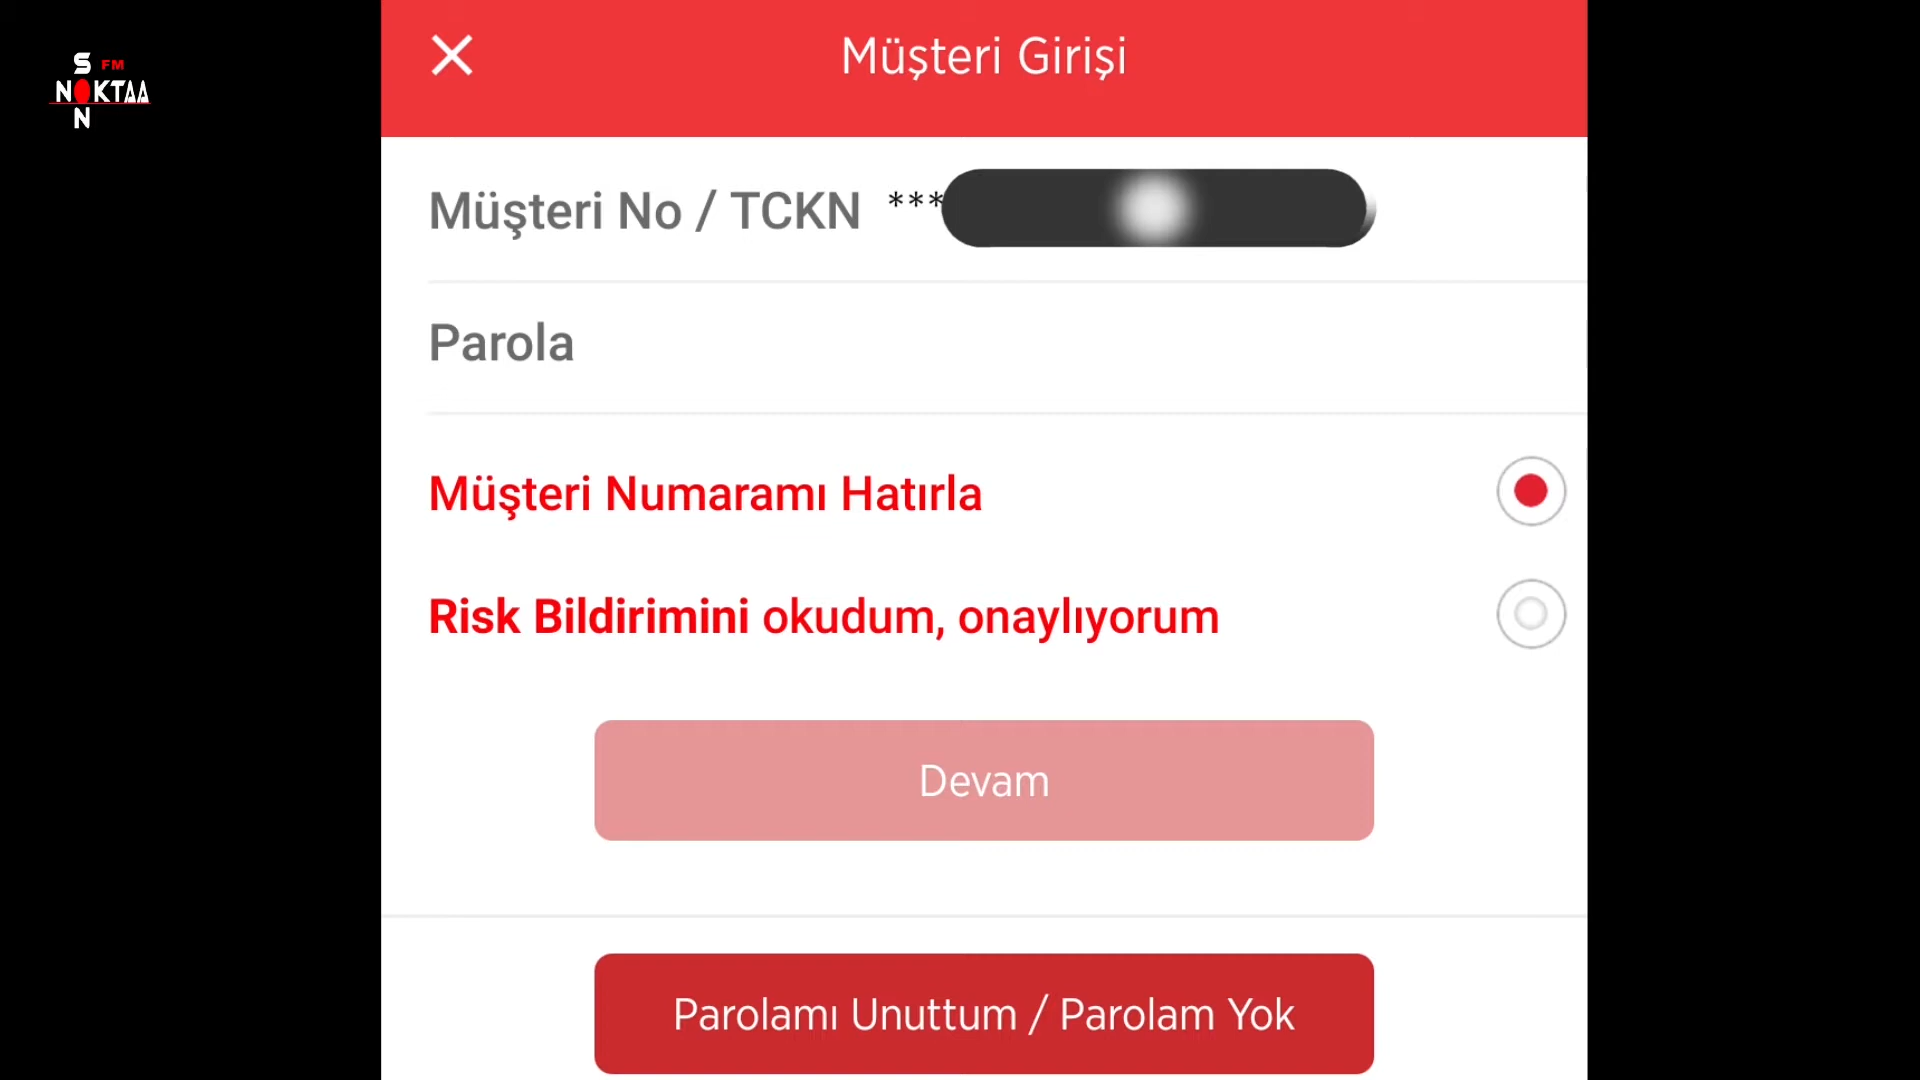 S FM
NOKTAA
N
Müşteri Girişi
Müşteri No / TCKN ***
Parola
Müşteri Numaramı Hatırla
Risk Bildirimini okudum, onaylıyorum
Devam
Parolamı Unuttum / Parolam Yok